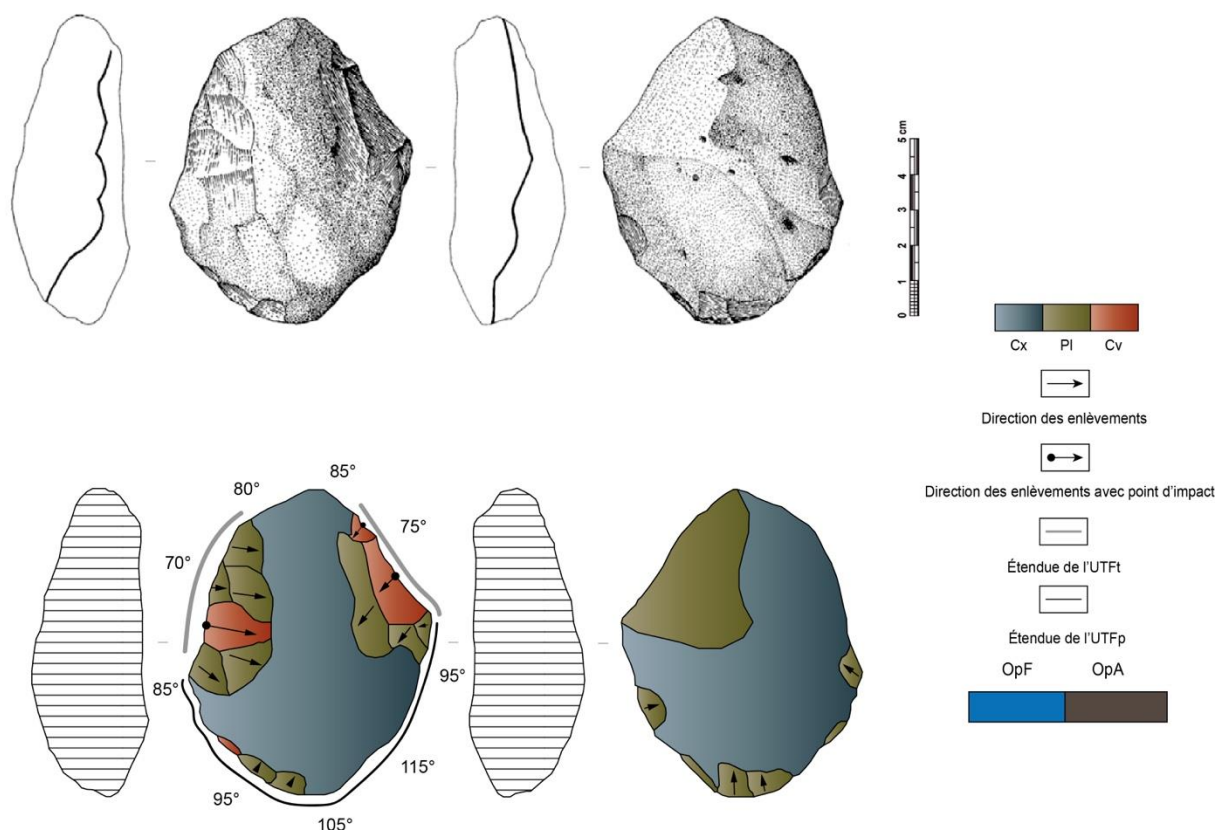 5 cm
4
3
2
1
0
Cx Pl Cv
Direction des enlèvements
Direction des enlèvements avec point d'impact
Étendue de l'UTFt
Étendue de l'UTFp
OpF OpA
85°
80°
75°
70°
85°
95°
115°
95°
105°